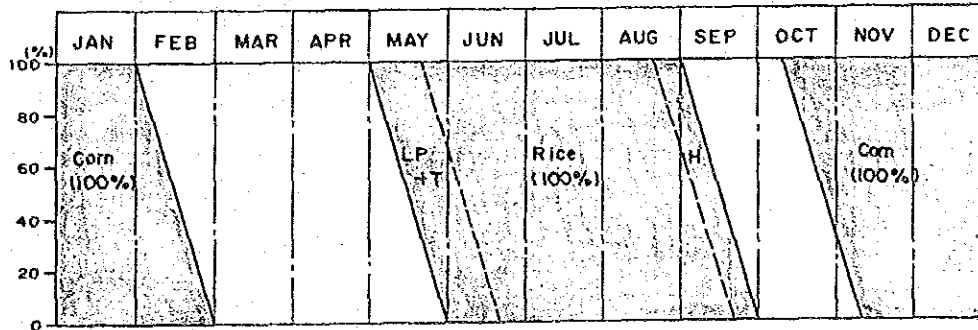 JAN FEB MAR APR MAY JUN JUL AUG SEP OCT NOV DEC
(%)
100
80
60
40
20
0
Corn
(100%)
LP
+T
Rice
(100%)
H
Corn
(100%)